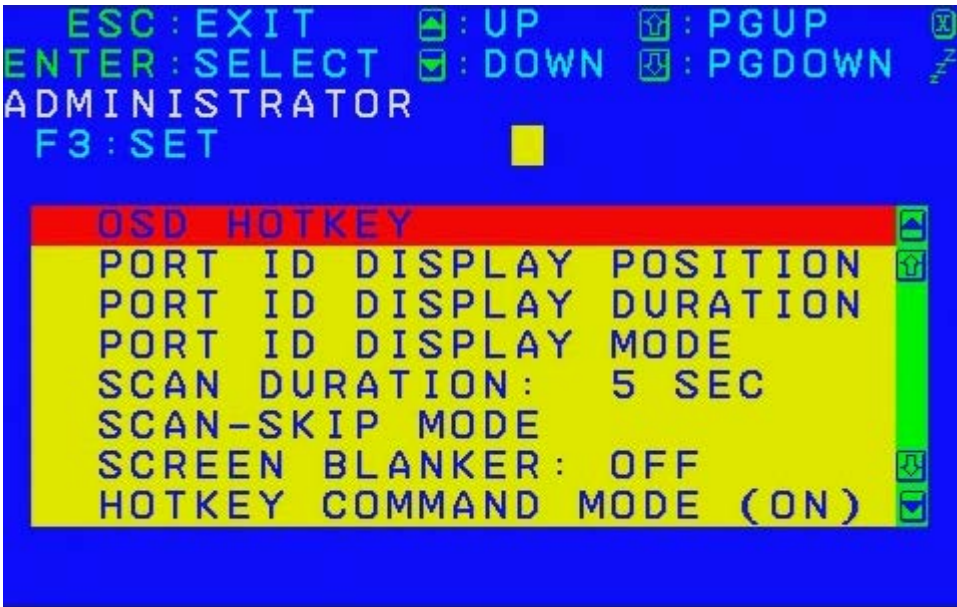 ESC:EXIT :UP :PGUP X
ENTER:SELECT :DOWN :PGDOWN zzz
ADMINISTRATOR
F3:SET
OSD HOTKEY
PORT ID DISPLAY POSITION
PORT ID DISPLAY DURATION
PORT ID DISPLAY MODE
SCAN DURATION: 5 SEC
SCAN-SKIP MODE
SCREEN BLANKER: OFF
HOTKEY COMMAND MODE (ON)